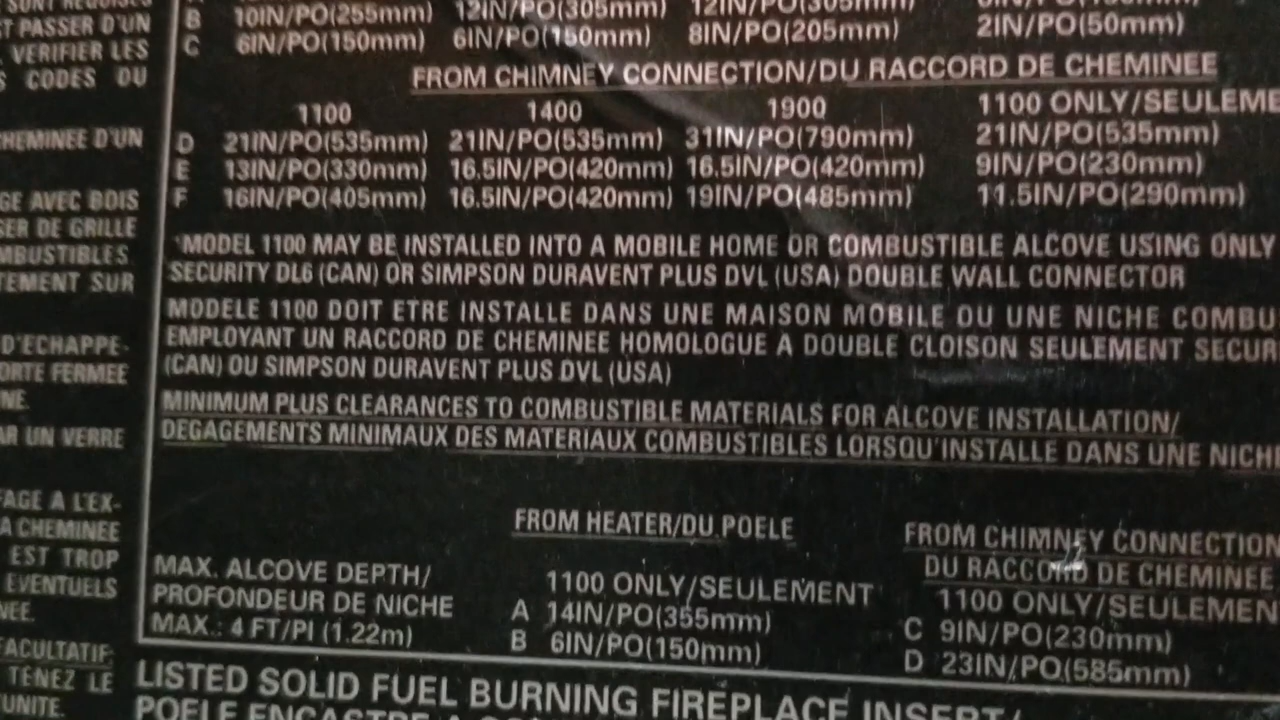 T PASSER D'UN
VERIFIER LES
CODES OU
HEMINEE D'UN
GE AVEC BOIS
SER DE GRILLE
MBUSTIBLES
TEMENT SUR
D'ECHAPPE-
ORTE FERMEE
NE.
AR UN VERRE
FAGE A L'EX-
A CHEMINEE
EST TROP
EVENTUELS
NEE.
FACULTATIF.
TENEZ LE
UNITE.
B 10IN/PO(255mm) 12IN/PO(305mm) 12IN/PO(305mm)
C 6IN/PO(150mm) 6IN/PO(150mm) 8IN/PO(205mm) 2IN/PO(50mm)
FROM CHIMNEY CONNECTION/DU RACCORD DE CHEMINEE
1100 1400 1900 1100 ONLY/SEULEME
D 21IN/PO(535mm) 21IN/PO(535mm) 31IN/PO(790mm) 21IN/PO(535mm)
E 13IN/PO(330mm) 16.5IN/PO(420mm) 16.5IN/PO(420mm) 9IN/PO(230mm)
F 16IN/PO(405mm) 16.5IN/PO(420mm) 19IN/PO(485mm) 11.5IN/PO(290mm)
MODEL 1100 MAY BE INSTALLED INTO A MOBILE HOME OR COMBUSTIBLE ALCOVE USING ONLY
SECURITY DL6 (CAN) OR SIMPSON DURAVENT PLUS DVL (USA) DOUBLE WALL CONNECTOR
MODELE 1100 DOIT ETRE INSTALLE DANS UNE MAISON MOBILE OU UNE NICHE COMBU
EMPLOYANT UN RACCORD DE CHEMINEE HOMOLOGUE A DOUBLE CLOISON SEULEMENT SECUR
(CAN) OU SIMPSON DURAVENT PLUS DVL (USA)
MINIMUM PLUS CLEARANCES TO COMBUSTIBLE MATERIALS FOR ALCOVE INSTALLATION/
DEGAGEMENTS MINIMAUX DES MATERIAUX COMBUSTIBLES LORSQU'INSTALLE DANS UNE NICHE
FROM HEATER/DU POELE
FROM CHIMNEY CONNECTION
DU RACCORD DE CHEMINEE
MAX. ALCOVE DEPTH/
PROFONDEUR DE NICHE
MAX.: 4 FT/PI (1.22m)
1100 ONLY/SEULEMENT
A 14IN/PO(355mm)
B 6IN/PO(150mm)
1100 ONLY/SEULEMEN
C 9IN/PO(230mm)
D 23IN/PO(585mm)
LISTED SOLID FUEL BURNING FIREPLACE INSERT/